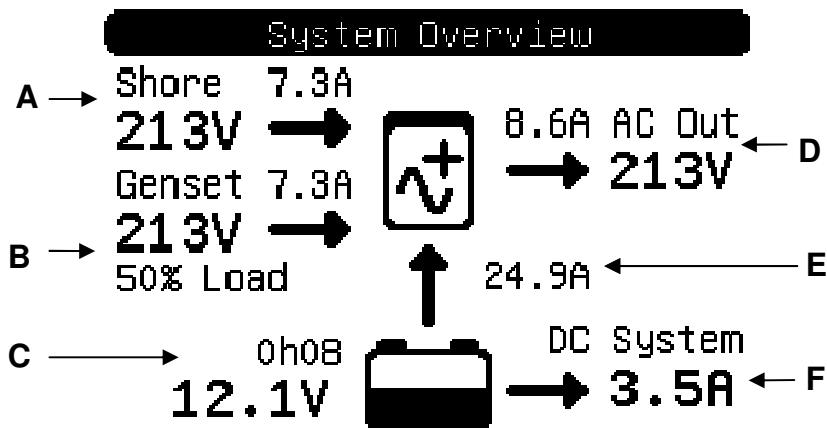 System Overview
A
Shore 7.3A
213V
8.6A AC Out
213V
D
Genset 7.3A
213V
B
50% Load
24.9A
E
C
0h08
12.1V
DC System
3.5A
F